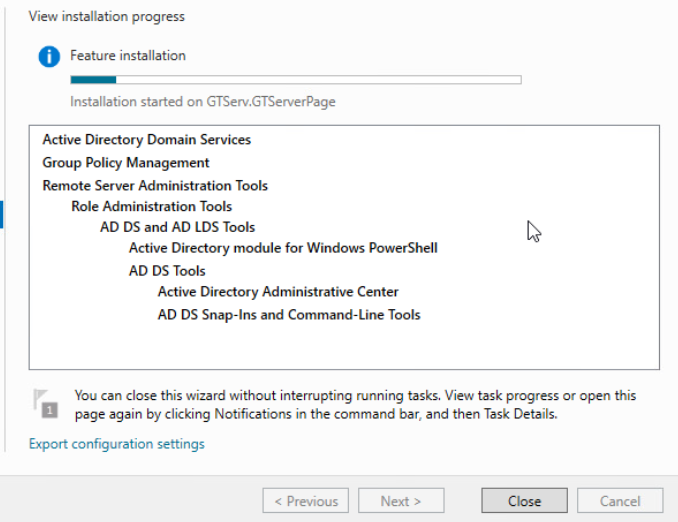 View installation progress
Feature installation
Installation started on GTServ.GTServerPage
Active Directory Domain Services
Group Policy Management
Remote Server Administration Tools
Role Administration Tools
AD DS and AD LDS Tools
Active Directory module for Windows PowerShell
AD DS Tools
Active Directory Administrative Center
AD DS Snap-Ins and Command-Line Tools
1
You can close this wizard without interrupting running tasks. View task progress or open this
page again by clicking Notifications in the command bar, and then Task Details.
Export configuration settings
< Previous Next > Close Cancel